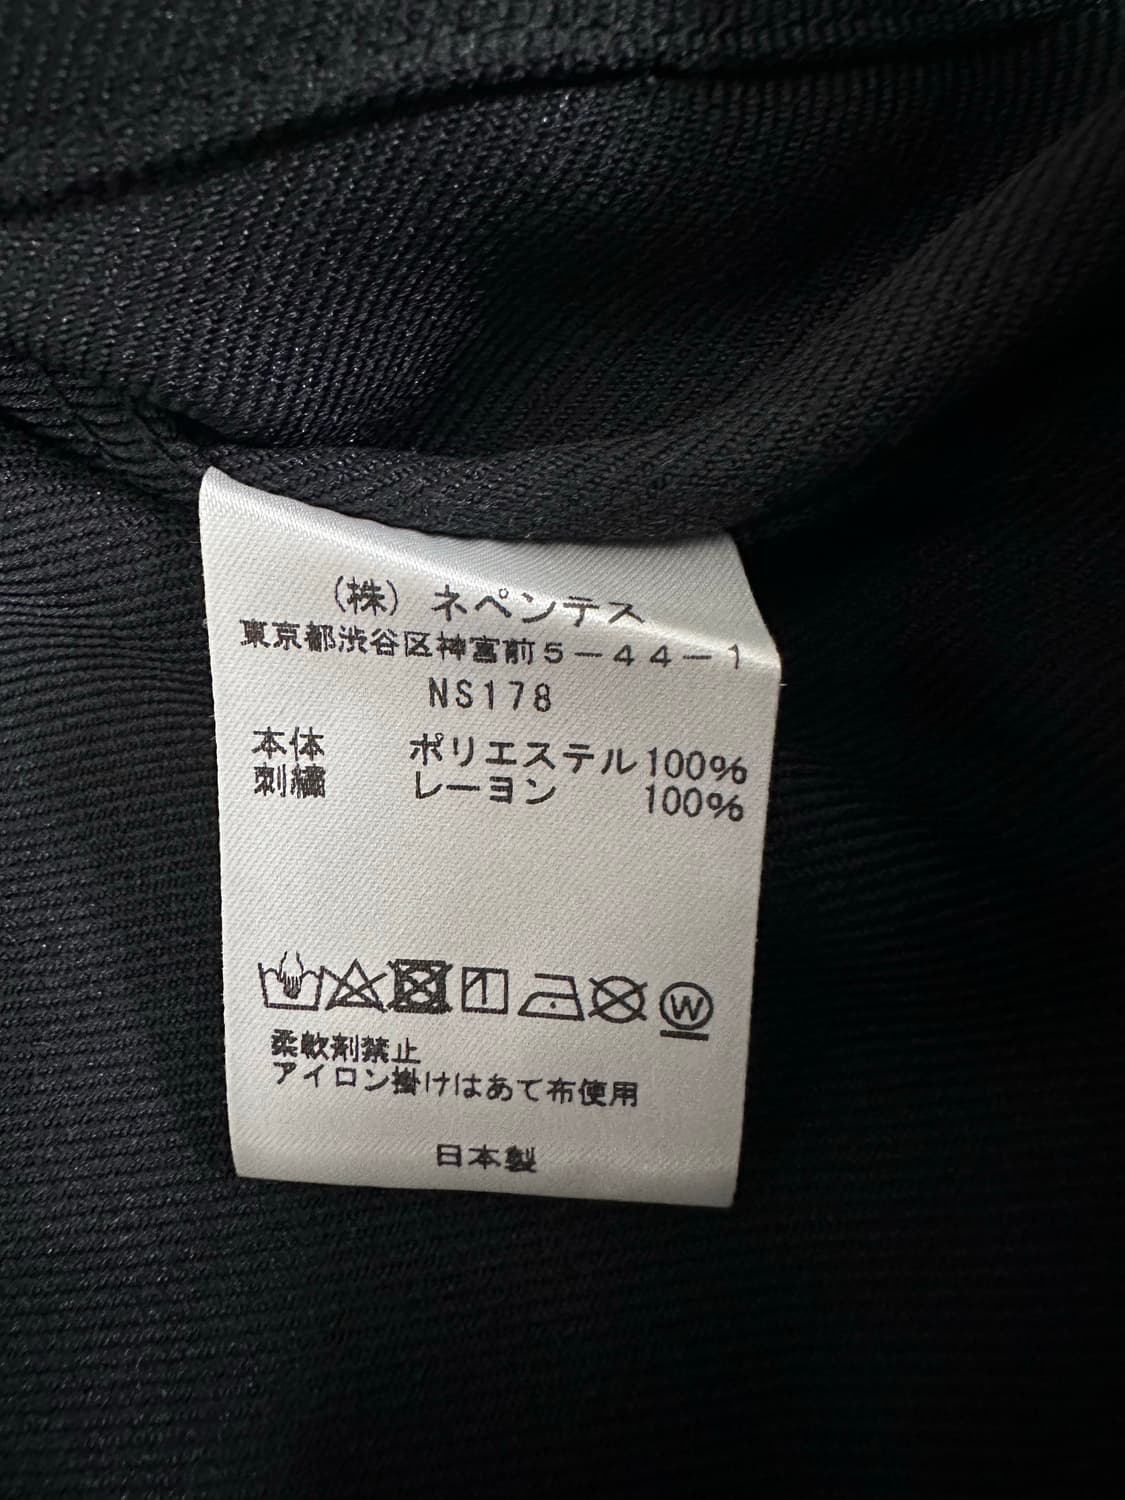 (株) ネペンテス
東京都渋谷区神宮前5-44-1
NS178
本体 ポリエステル100%
刺繍 レーヨン 100%
W
柔軟剤禁止
アイロン掛けはあて布使用
日本製